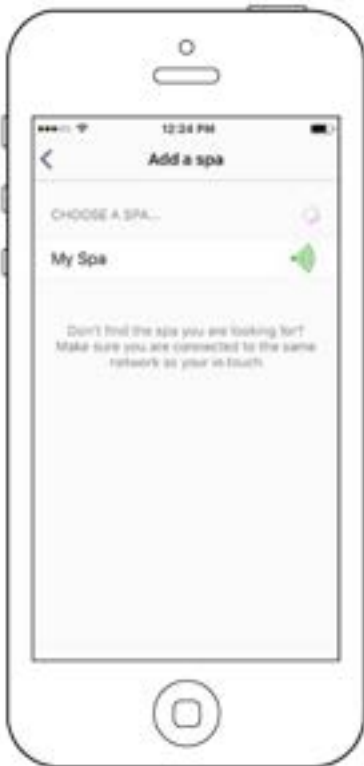 12:24 PM
Add a spa
CHOOSE A SPA...
My Spa
Don't find the spa you are looking for?
Make sure you are connected to the same
network as your in.touch